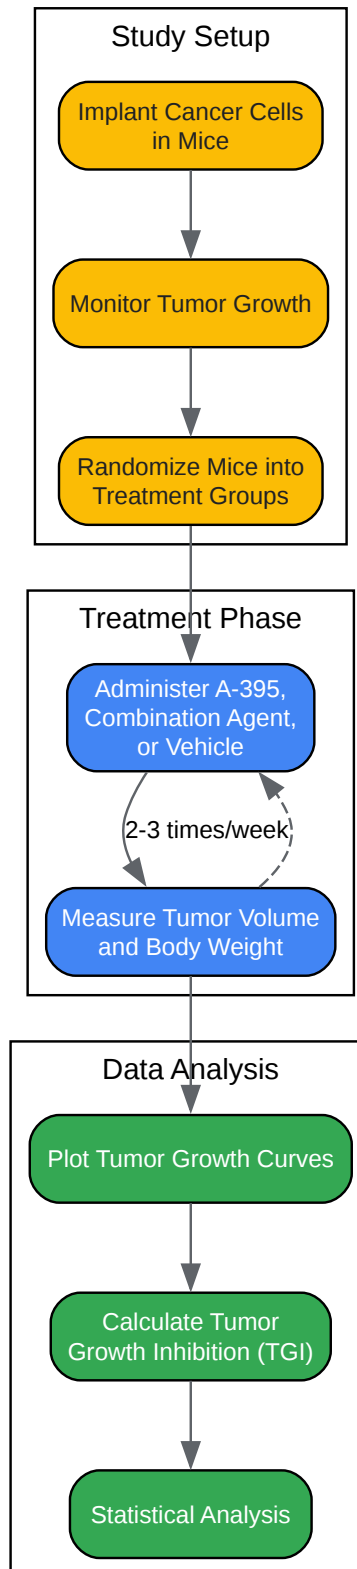 Study Setup
Implant Cancer Cells
in Mice
Monitor Tumor Growth
Randomize Mice into
Treatment Groups
Treatment Phase
Administer A-395,
Combination Agent,
or Vehicle
2-3 times/week
Measure Tumor Volume
and Body Weight
Data Analysis
Plot Tumor Growth Curves
Calculate Tumor
Growth Inhibition (TGI)
Statistical Analysis